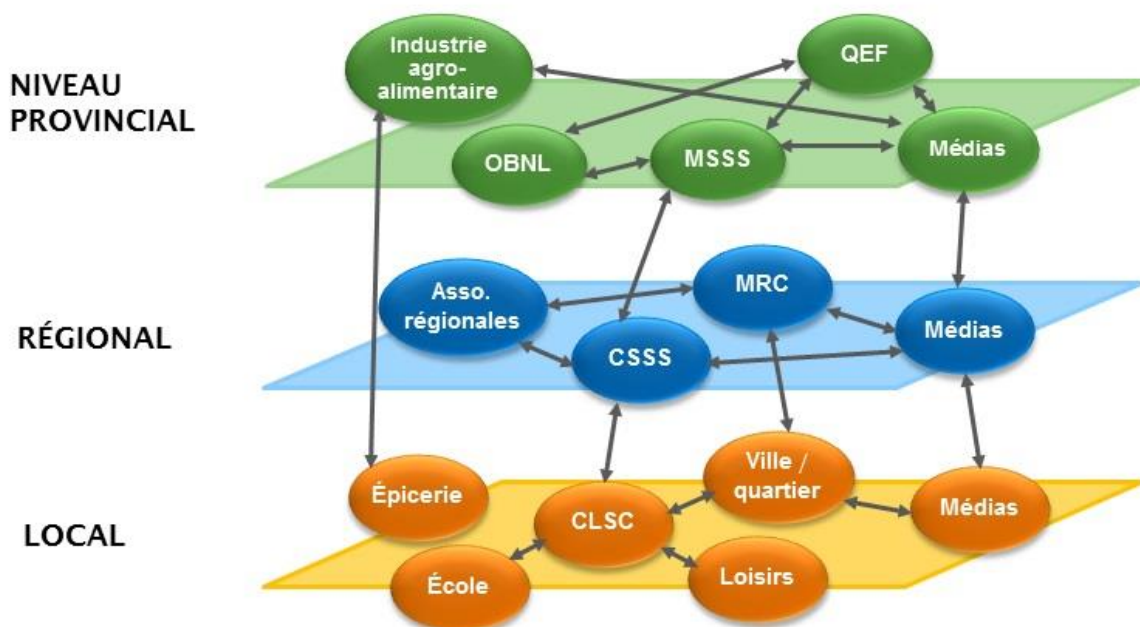 NIVEAU
PROVINCIAL
Industrie
agro-
alimentaire
QEF
OBNL
MSSS
Médias
RÉGIONAL
Asso.
régionales
MRC
CSSS
Médias
LOCAL
Épicerie
CLSC
Ville /
quartier
Médias
École
Loisirs